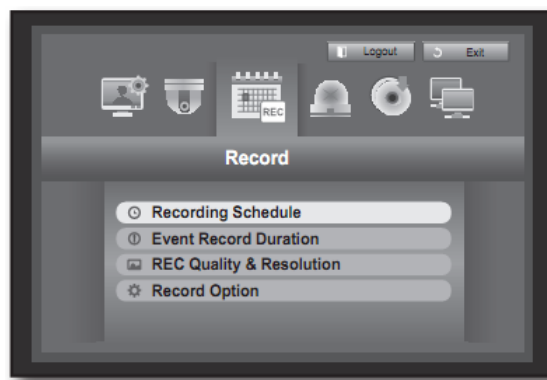 Logout
Exit
REC
Record
Recording Schedule
Event Record Duration
REC Quality & Resolution
Record Option